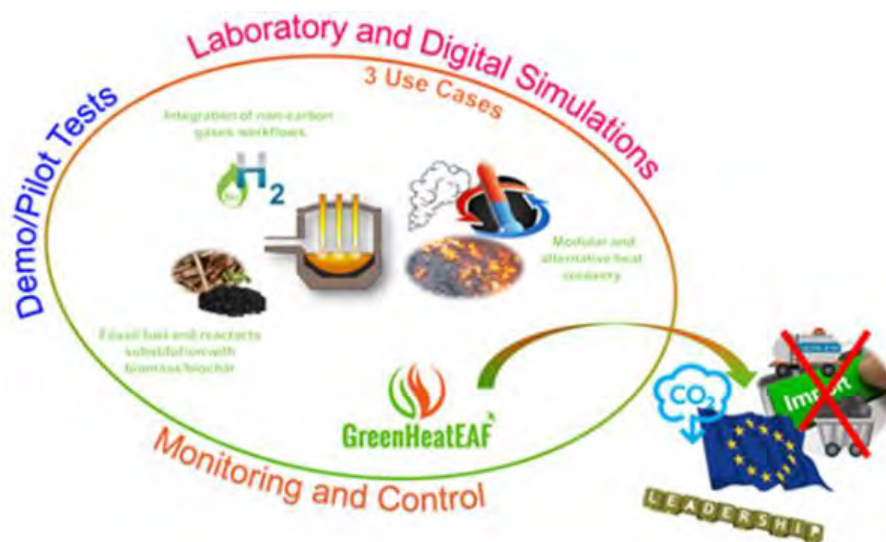 Laboratory and Digital Simulations
3 Use Cases
Demo/Pilot Tests
Integration of non-carbon
gases workflows
H2
Modular and
alternative heat
recovery
Fossil fuel and reactacts
substitution with
biomass/biochar
GreenHeatEAF
Monitoring and Control
CO2
Import
LEADERSHIP